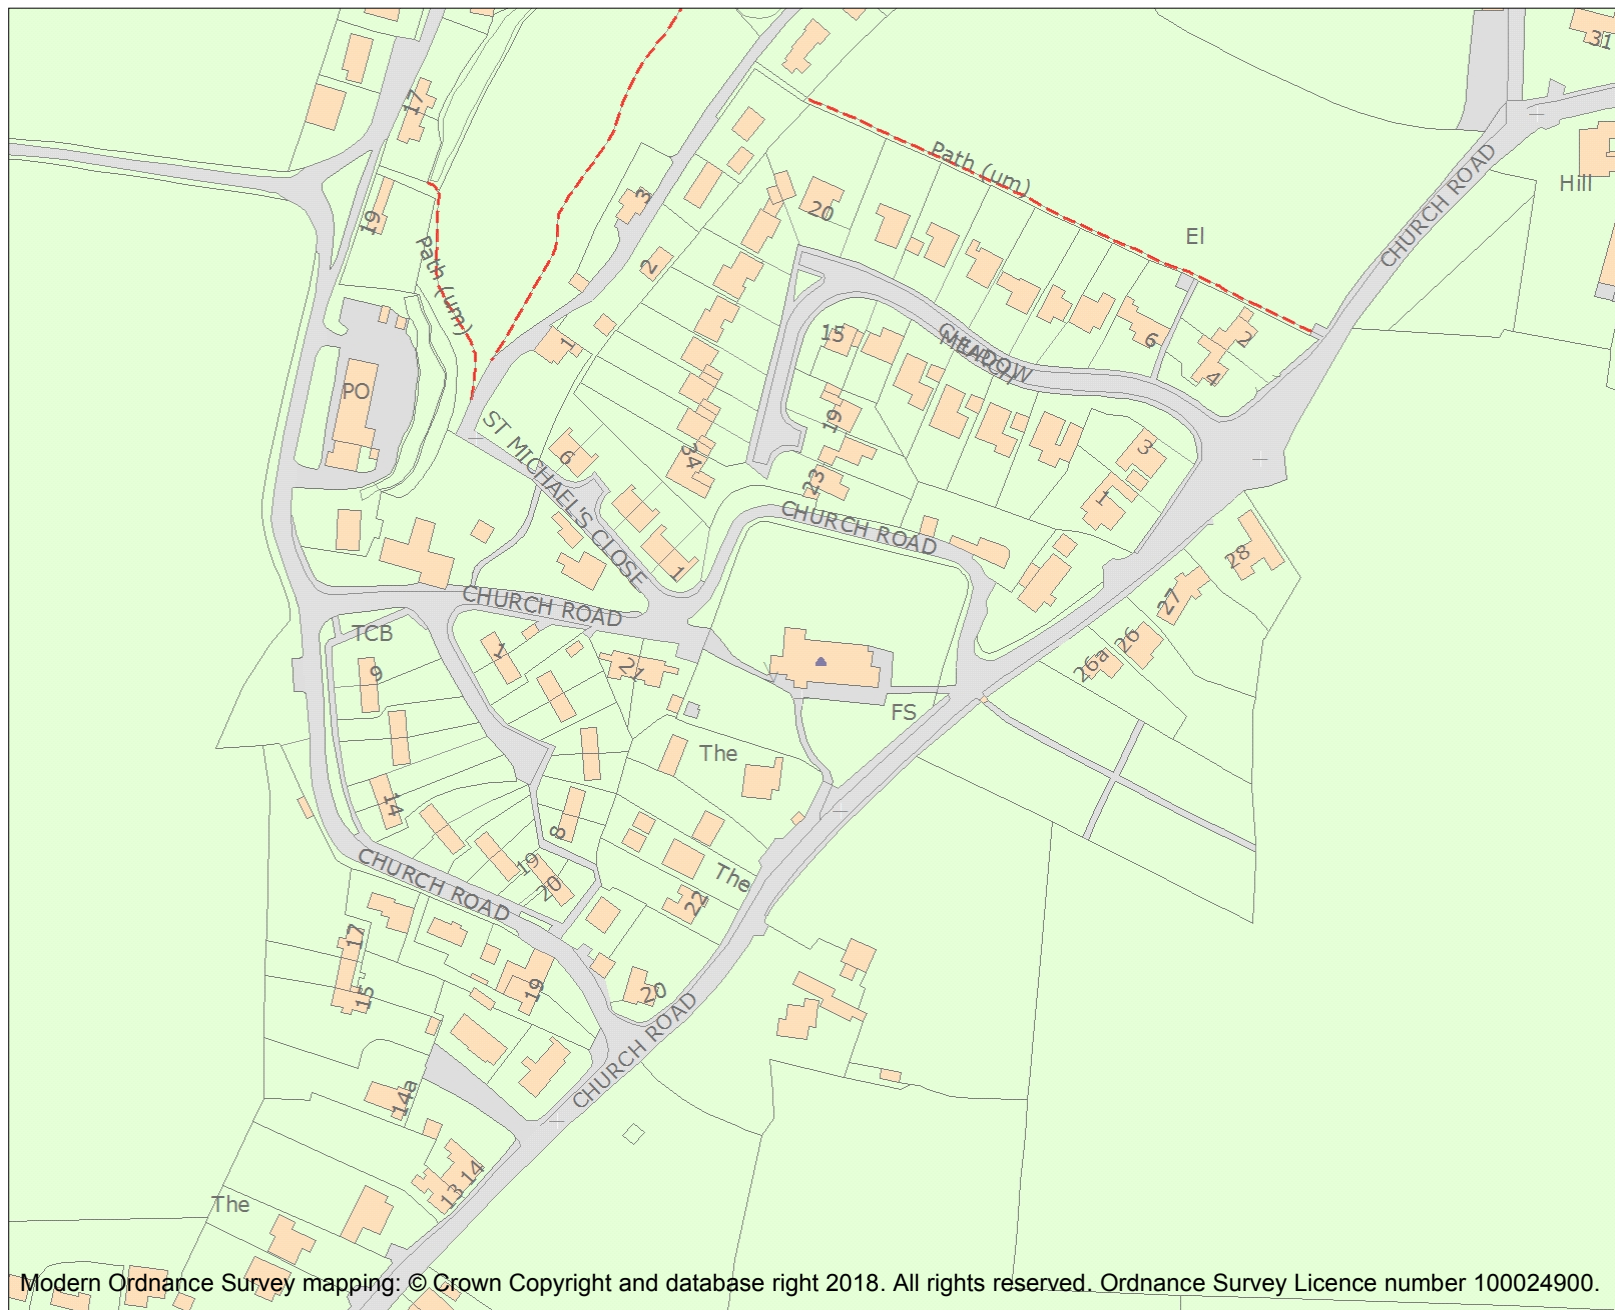 31
17
Path (um)
CHURCH ROAD
Hill
3
20
19
El
Path (um)
2
15
CHURCH
MEADOW
6
2
1
4
PO
ST MICHAEL'S CLOSE
19
6
34
3
23
1
CHURCH ROAD
28
1
CHURCH ROAD
27
TCB
26
1
21
26a
9
FS
The
14
8
CHURCH ROAD
19
20
The
22
17
15
19
20
CHURCH ROAD
14a
14
13
The
Modern Ordnance Survey mapping: © Crown Copyright and database right 2018. All rights reserved. Ordnance Survey Licence number 100024900.